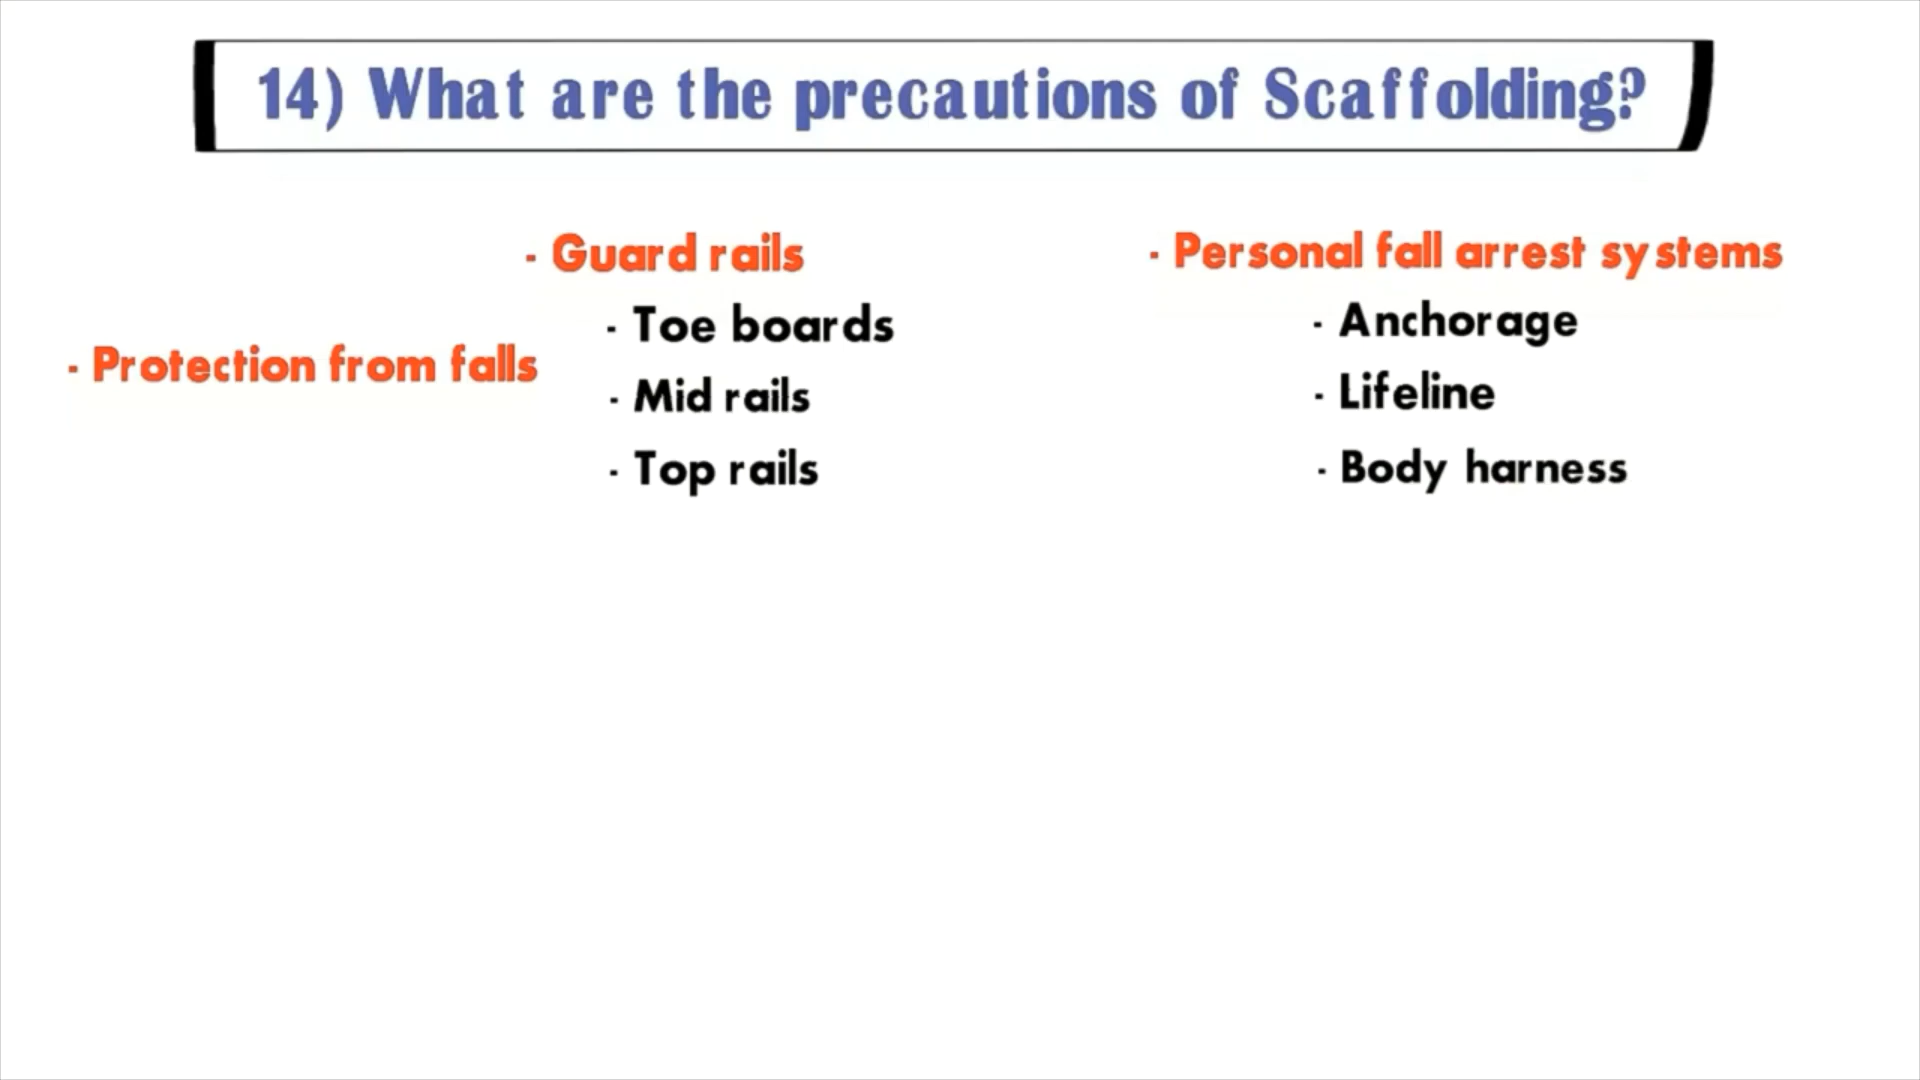 14) What are the precautions of Scaffolding?
- Protection from falls
- Guard rails
- Toe boards
- Mid rails
- Top rails
- Personal fall arrest systems
- Anchorage
- Lifeline
- Body harness